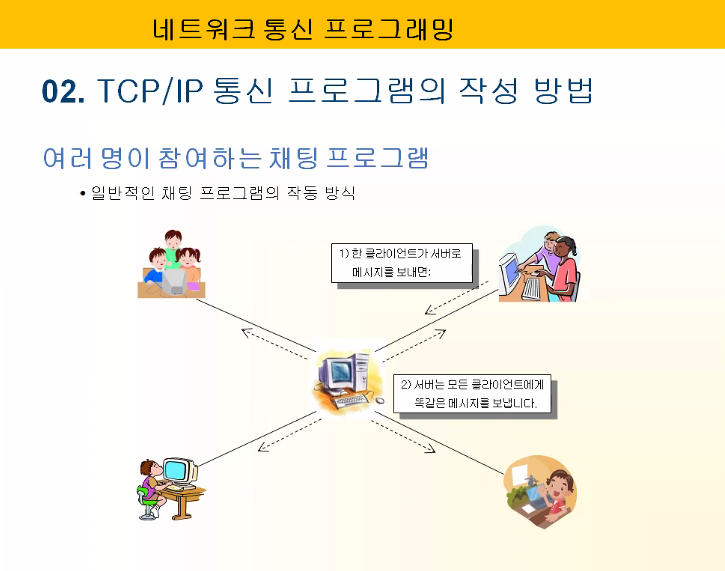 네트워크 통신 프로그래밍
02. TCP/IP 통신 프로그램의 작성 방법
여러 명이 참여하는 채팅 프로그램
• 일반적인 채팅 프로그램의 작동 방식
1) 한 클라이언트가 서버로
메시지를 보내면:
2) 서버는 모든 클라이언트에게
똑같은 메시지를 보냅니다.